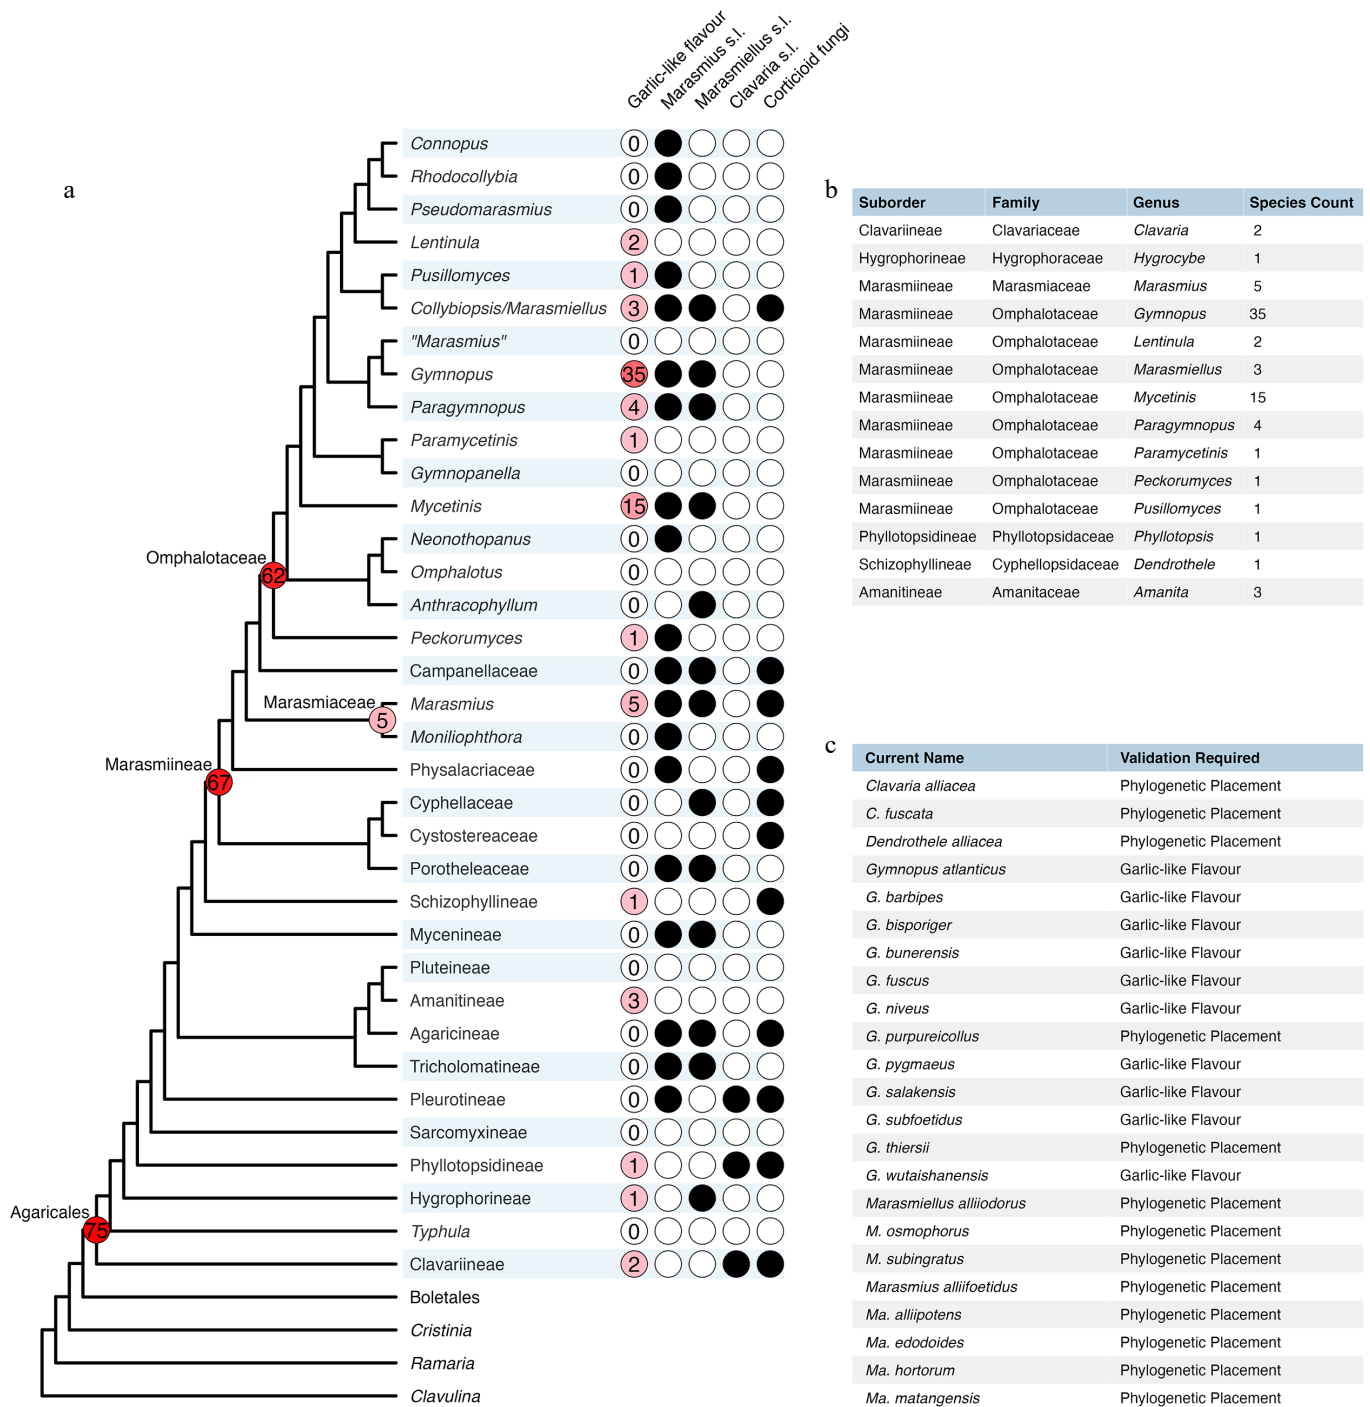 Garlic-like flavour
Marasmius s.l.
Marasmiellus s.l.
Clavaria s.l.
Corticioid fungi
a
Connopus 0
Rhodocollybia 0
Pseudomarasmius 0
Lentinula 2
Pusillomyces 1
Collybiopsis/Marasmiellus 3
"Marasmius" 0
Gymnopus 35
Paragymnopus 4
Paramycetinis 1
Gymnopanella 0
Mycetinis 15
Neonothopanus 0
Omphalotaceae
62
Omphalotus 0
Anthracophyllum 0
Peckorumyces 1
Campanellaceae 0
Marasmiaceae
5
Marasmius 5
Moniliophthora 0
Marasmiineae
67
Physalacriaceae 0
Cyphellaceae 0
Cystostereaceae 0
Porotheleaceae 0
Schizophyllineae 1
Mycenineae 0
Pluteineae 0
Amanitineae 3
Agaricineae 0
Tricholomatineae 0
Pleurotineae 0
Sarcomyxineae 0
Phyllotopsidineae 1
Hygrophorineae 1
Agaricales
75
Typhula 0
Clavariineae 2
Boletales
Cristinia
Ramaria
Clavulina
b
Suborder Family Genus Species Count
Clavariineae Clavariaceae Clavaria 2
Hygrophorineae Hygrophoraceae Hygrocybe 1
Marasmiineae Marasmiaceae Marasmius 5
Marasmiineae Omphalotaceae Gymnopus 35
Marasmiineae Omphalotaceae Lentinula 2
Marasmiineae Omphalotaceae Marasmiellus 3
Marasmiineae Omphalotaceae Mycetinis 15
Marasmiineae Omphalotaceae Paragymnopus 4
Marasmiineae Omphalotaceae Paramycetinis 1
Marasmiineae Omphalotaceae Peckorumyces 1
Marasmiineae Omphalotaceae Pusillomyces 1
Phyllotopsidineae Phyllotopsidaceae Phyllotopsis 1
Schizophyllineae Cyphellopsidaceae Dendrothele 1
Amanitineae Amanitaceae Amanita 3
c
Current Name Validation Required
Clavaria alliacea Phylogenetic Placement
C. fuscata Phylogenetic Placement
Dendrothele alliacea Phylogenetic Placement
Gymnopus atlanticus Garlic-like Flavour
G. barbipes Garlic-like Flavour
G. bisporiger Garlic-like Flavour
G. bunerensis Garlic-like Flavour
G. fuscus Garlic-like Flavour
G. niveus Garlic-like Flavour
G. purpureicollus Phylogenetic Placement
G. pygmaeus Garlic-like Flavour
G. salakensis Garlic-like Flavour
G. subfoetidus Garlic-like Flavour
G. thiersii Phylogenetic Placement
G. wutaishanensis Garlic-like Flavour
Marasmiellus alliiodorus Phylogenetic Placement
M. osmophorus Phylogenetic Placement
M. subingratus Phylogenetic Placement
Marasmius alliifoetidus Phylogenetic Placement
Ma. alliipotens Phylogenetic Placement
Ma. edodoides Phylogenetic Placement
Ma. hortorum Phylogenetic Placement
Ma. matangensis Phylogenetic Placement